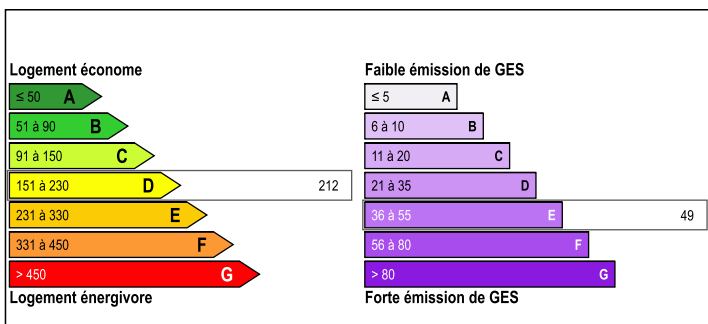 Logement économe
≤ 50 A
51 à 90 B
91 à 150 C
151 à 230 D 212
231 à 330 E
331 à 450 F
> 450 G
Logement énergivore
Faible émission de GES
≤ 5 A
6 à 10 B
11 à 20 C
21 à 35 D
36 à 55 E 49
56 à 80 F
> 80 G
Forte émission de GES